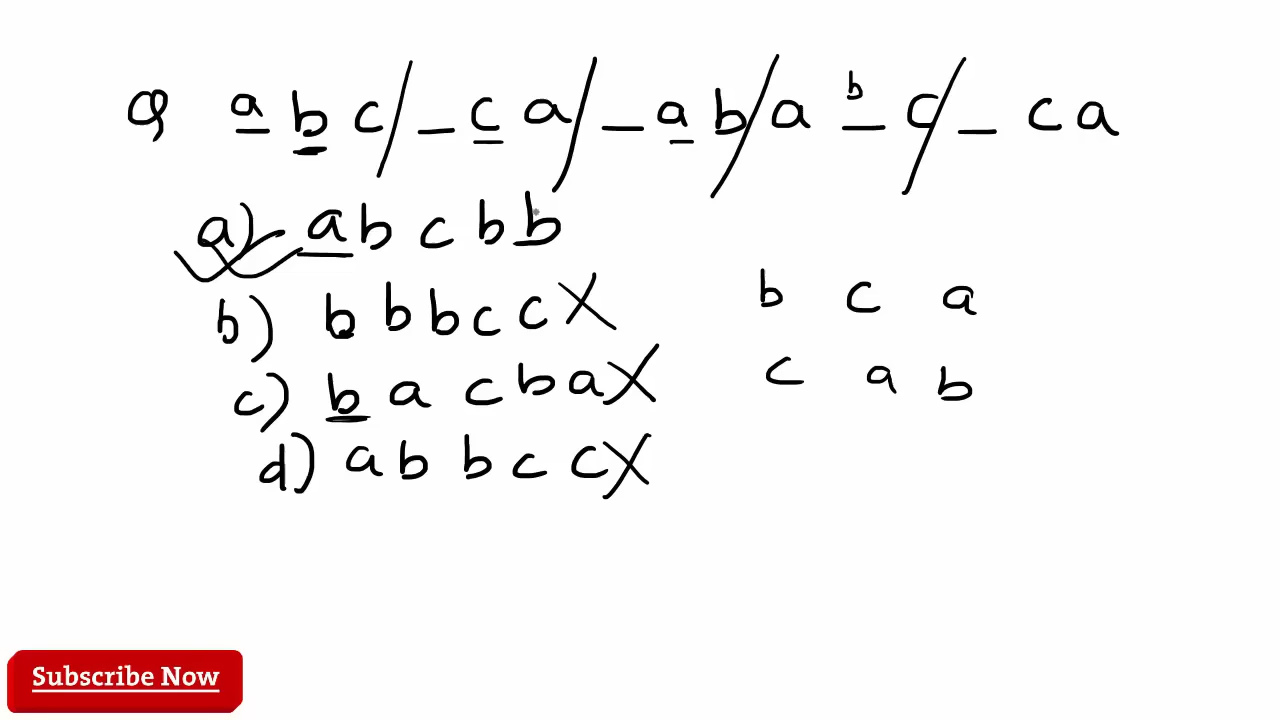 Q a b c / _ c a / _ a b / a b c / _ c a
a) a b c b b
b) b b b c c X
b c a
c) b a c b a X
c a b
d) a b b c c X
Subscribe Now